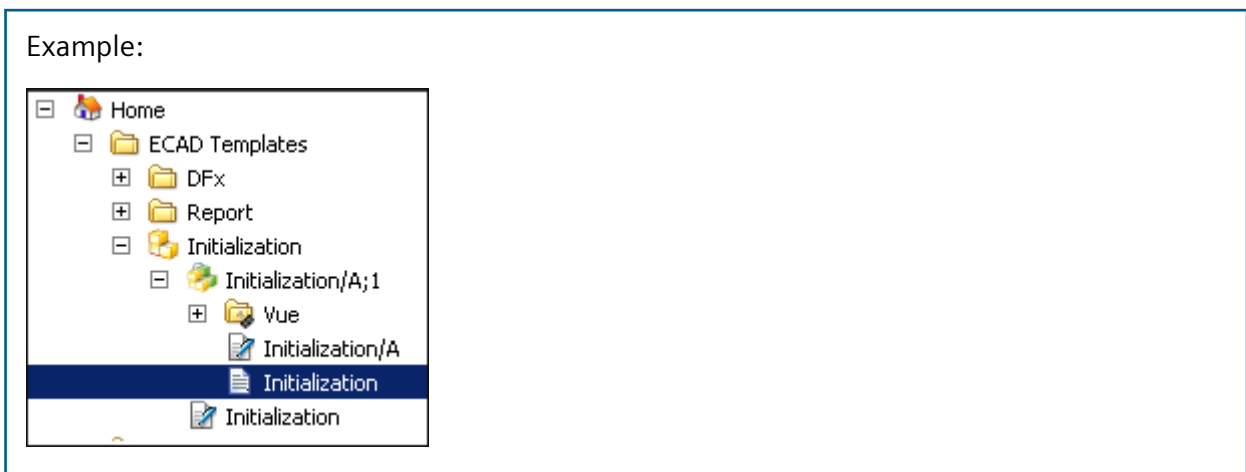 Example:
Home
ECAD Templates
DFx
Report
Initialization
Initialization/A;1
Vue
Initialization/A
Initialization
Initialization